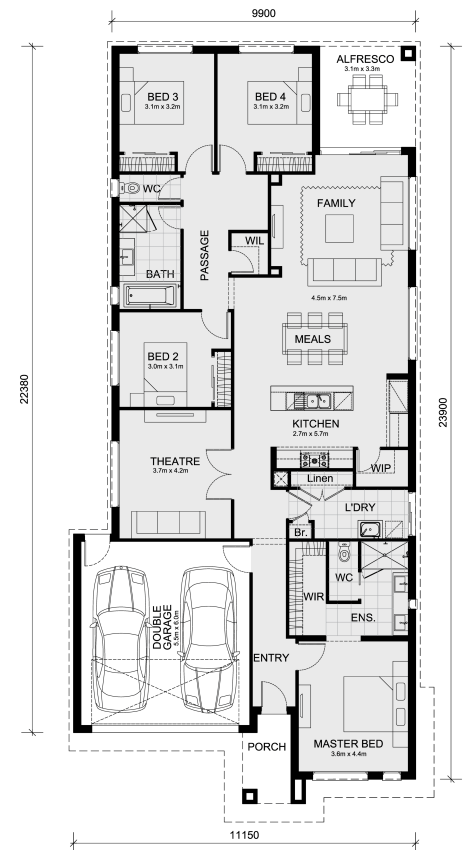 9900
ALFRESCO
3.1m x 3.3m
BED 3
3.1m x 3.2m
BED 4
3.1m x 3.2m
WC
FAMILY
PASSAGE
WIL
BATH
4.5m x 7.5m
MEALS
BED 2
3.0m x 3.1m
22380
23900
KITCHEN
2.7m x 5.7m
THEATRE
3.7m x 4.2m
WIP
Linen
L'DRY
Br.
WC
WIR
ENS.
DOUBLE
GARAGE
5.5m x 6.0m
ENTRY
PORCH
MASTER BED
3.6m x 4.4m
11150